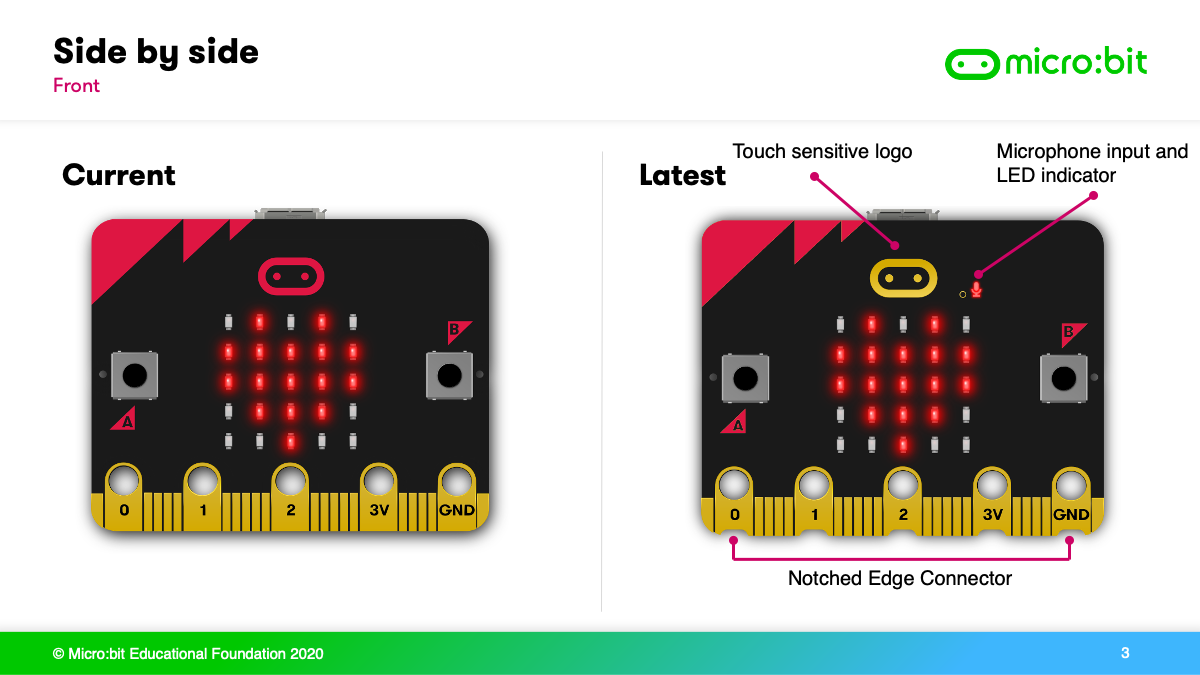 Side by side
Front
micro:bit
Current
Latest
Touch sensitive logo
Microphone input and
LED indicator
B
A
0 1 2 3V GND
B
A
0 1 2 3V GND
Notched Edge Connector
© Micro:bit Educational Foundation 2020
3